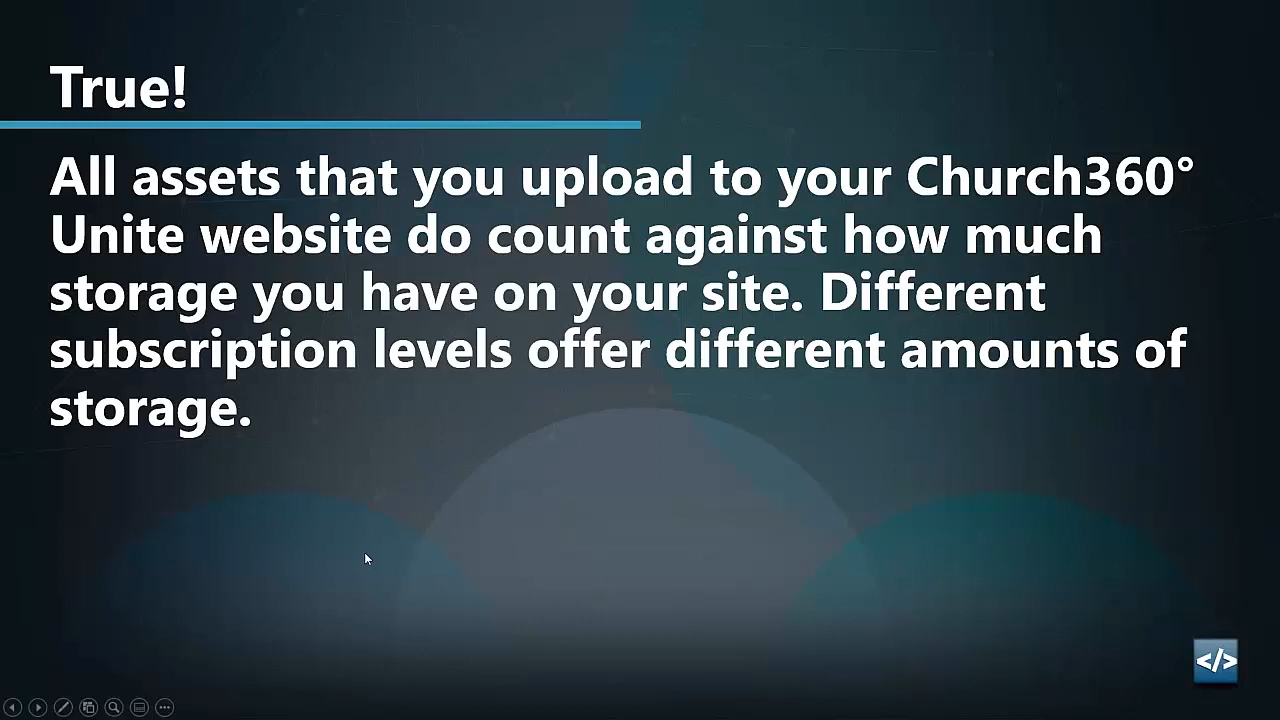 True!
All assets that you upload to your Church360°
Unite website do count against how much
storage you have on your site. Different
subscription levels offer different amounts of
storage.
</>